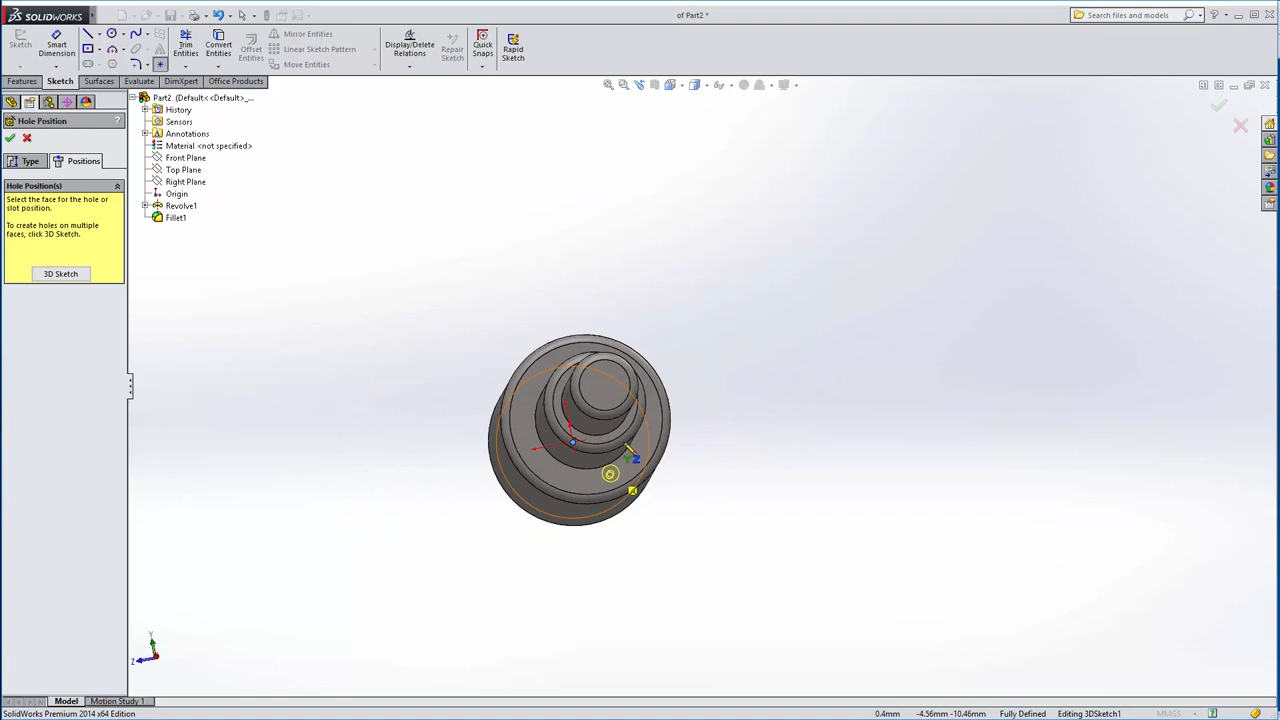 SOLIDWORKS
of Part2 *
Search files and models
Sketch
Smart Dimension
Trim Entities
Convert Entities
Offset Entities
Mirror Entities
Linear Sketch Pattern
Move Entities
Display/Delete Relations
Repair Sketch
Quick Snaps
Rapid Sketch
Features
Sketch
Surfaces
Evaluate
DimXpert
Office Products
Part2 (Default<<Default>_...
History
Sensors
Annotations
Material <not specified>
Front Plane
Top Plane
Right Plane
Origin
Revolve1
Fillet1
Hole Position
?
Type
Positions
Hole Position(s)
Select the face for the hole or
slot position.
To create holes on multiple
faces, click 3D Sketch.
3D Sketch
YZ
Y
Z
Model
Motion Study 1
SolidWorks Premium 2014 x64 Edition
0.4mm
-4.56mm -10.46mm
Fully Defined
Editing 3DSketch1
MMGS